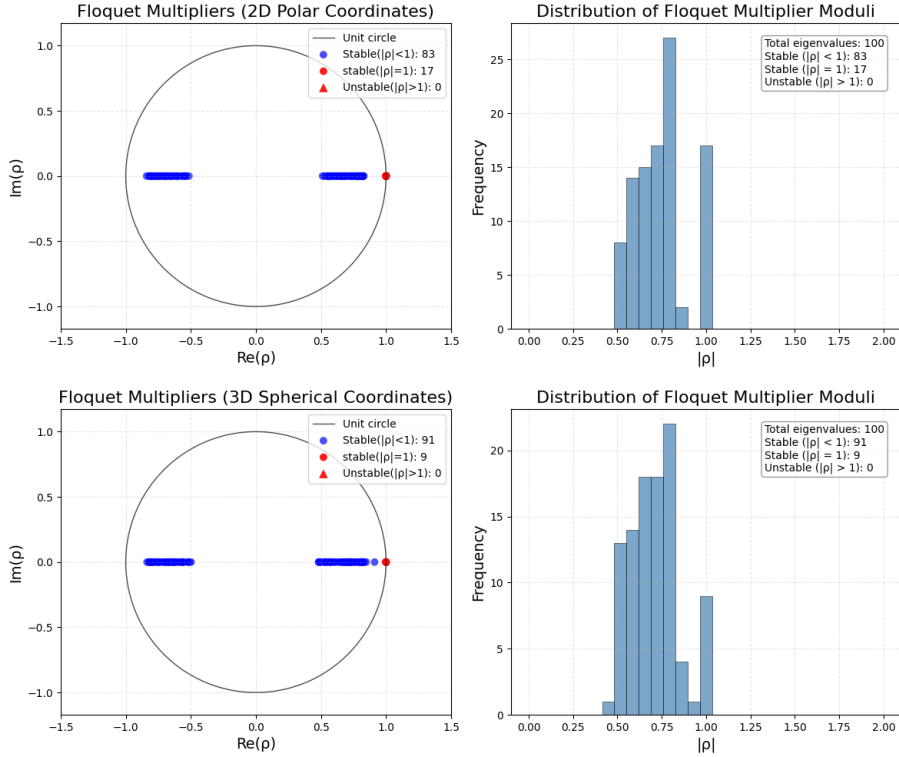 Floquet Multipliers (2D Polar Coordinates)
Unit circle
Stable(|ρ|<1): 83
stable(|ρ|=1): 17
Unstable(|ρ|>1): 0
1.0
0.5
0.0
−0.5
−1.0
Im(ρ)
−1.5 −1.0 −0.5 0.0 0.5 1.0 1.5
Re(ρ)
Distribution of Floquet Multiplier Moduli
Total eigenvalues: 100
Stable (|ρ| < 1): 83
Stable (|ρ| = 1): 17
Unstable (|ρ| > 1): 0
25
20
15
10
5
0
Frequency
0.00 0.25 0.50 0.75 1.00 1.25 1.50 1.75 2.00
|ρ|
Floquet Multipliers (3D Spherical Coordinates)
Unit circle
Stable(|ρ|<1): 91
stable(|ρ|=1): 9
Unstable(|ρ|>1): 0
1.0
0.5
0.0
−0.5
−1.0
Im(ρ)
−1.5 −1.0 −0.5 0.0 0.5 1.0 1.5
Re(ρ)
Distribution of Floquet Multiplier Moduli
Total eigenvalues: 100
Stable (|ρ| < 1): 91
Stable (|ρ| = 1): 9
Unstable (|ρ| > 1): 0
20
15
10
5
0
Frequency
0.00 0.25 0.50 0.75 1.00 1.25 1.50 1.75 2.00
|ρ|